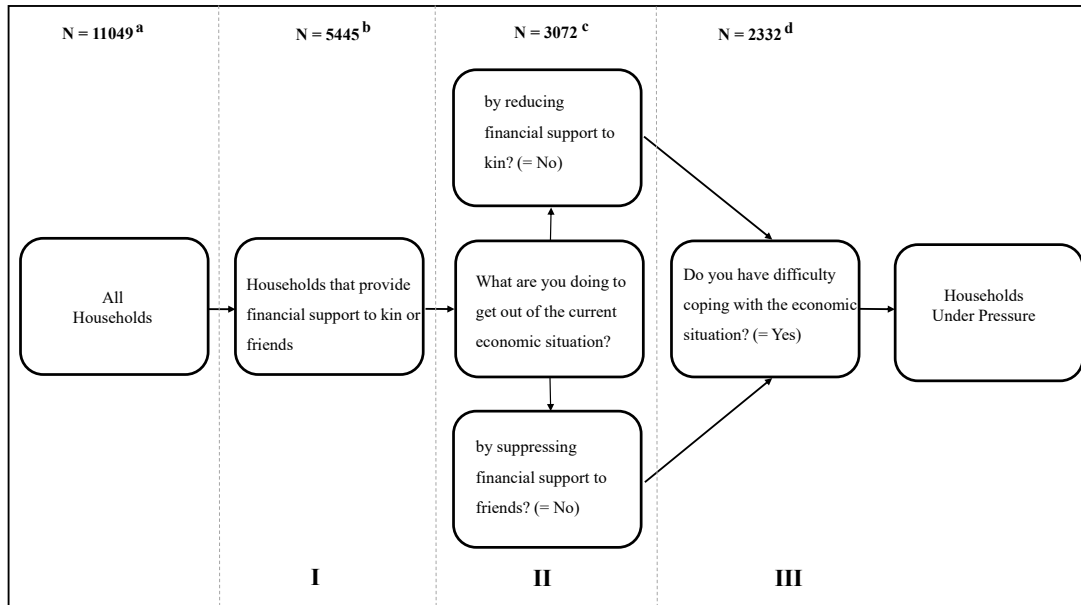 N = 11049 a
N = 5445 b
N = 3072 c
N = 2332 d
by reducing
financial support to
kin? (= No)
All
Households
Households that provide
financial support to kin or
friends
What are you doing to
get out of the current
economic situation?
Do you have difficulty
coping with the economic
situation? (= Yes)
Households
Under Pressure
by suppressing
financial support to
friends? (= No)
I
II
III